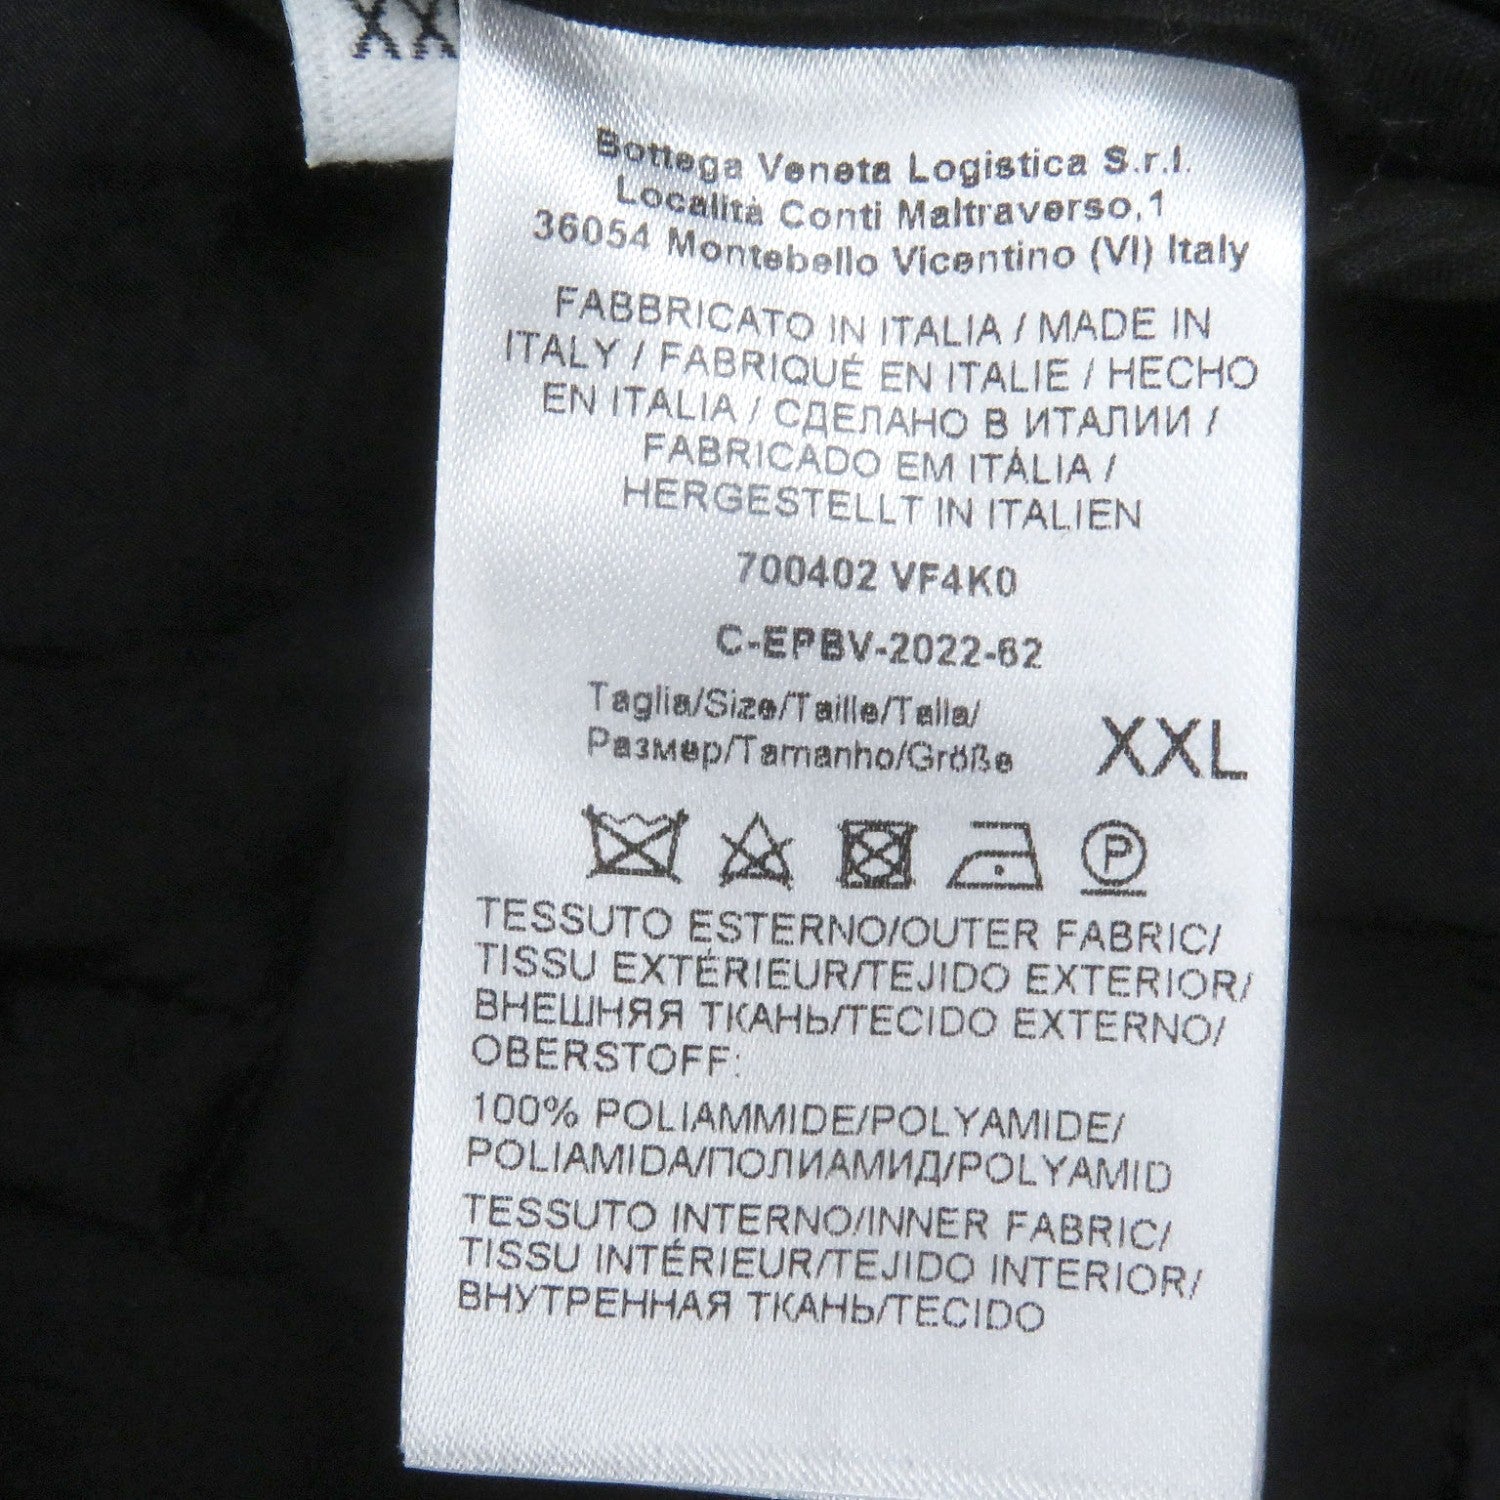 XX
Bottega Veneta Logistica S.r.l.
Località Conti Maltraverso,1
36054 Montebello Vicentino (VI) Italy
FABBRICATO IN ITALIA / MADE IN
ITALY / FABRIQUÉ EN ITALIE / HECHO
EN ITALIA / СДЕЛАНО В ИТАЛИИ /
FABRICADO EM ITÁLIA /
HERGESTELLT IN ITALIEN
700402 VF4K0
C-EPBV-2022-62
Taglia/Size/Taille/Talla/
Размер/Tamanho/Größe XXL
P
TESSUTO ESTERNO/OUTER FABRIC/
TISSU EXTÉRIEUR/TEJIDO EXTERIOR/
ВНЕШНЯЯ ТКАНЬ/TECIDO EXTERNO/
OBERSTOFF:
100% POLIAMMIDE/POLYAMIDE/
POLIAMIDA/ПОЛИАМИД/POLYAMID
TESSUTO INTERNO/INNER FABRIC/
TISSU INTÉRIEUR/TEJIDO INTERIOR/
ВНУТРЕННАЯ ТКАНЬ/TECIDO